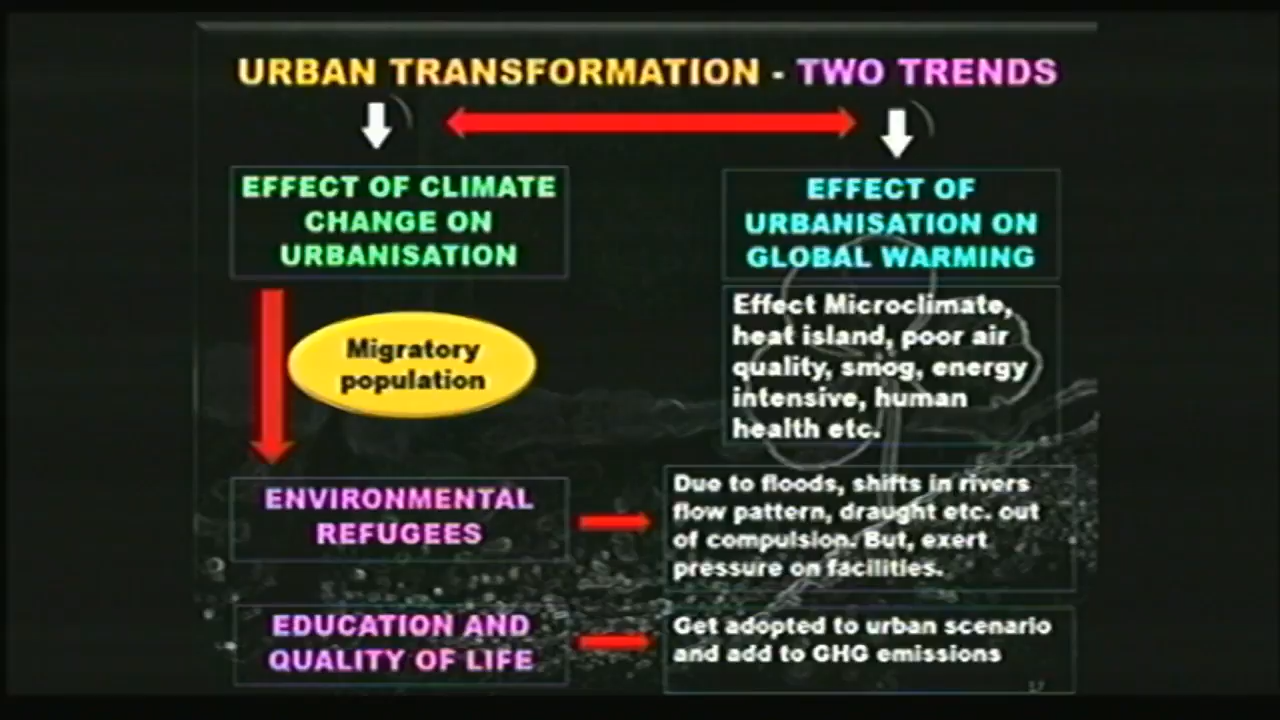 URBAN TRANSFORMATION - TWO TRENDS
EFFECT OF CLIMATE
CHANGE ON
URBANISATION
EFFECT OF
URBANISATION ON
GLOBAL WARMING
Effect Microclimate,
heat island, poor air
quality, smog, energy
intensive, human
health etc.
Migratory
population
ENVIRONMENTAL
REFUGEES
Due to floods, shifts in rivers
flow pattern, draught etc. out
of compulsion. But, exert
pressure on facilities.
EDUCATION AND
QUALITY OF LIFE
Get adopted to urban scenario
and add to GHG emissions
17